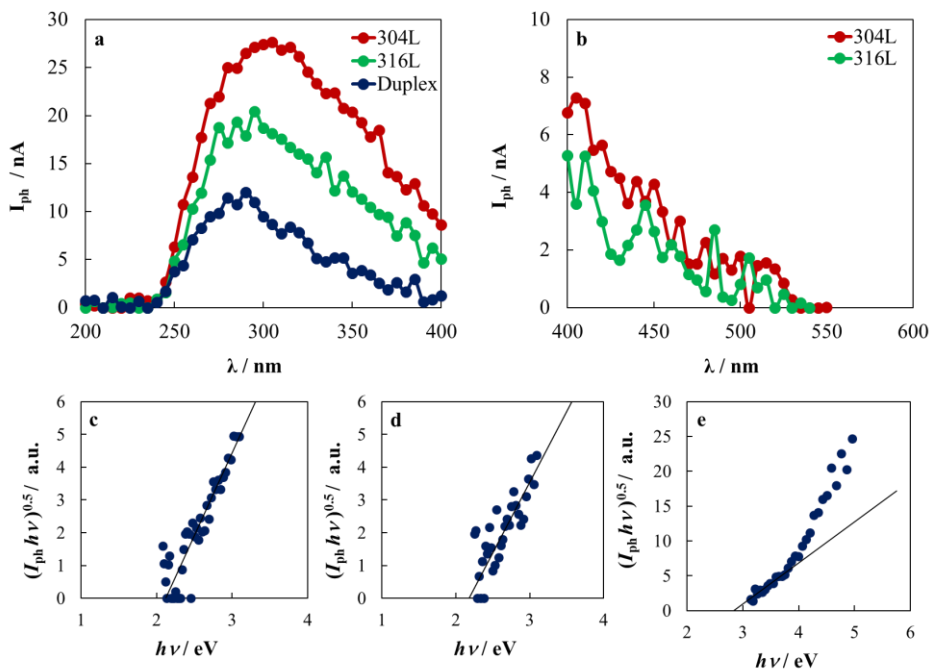 a
304L
316L
Duplex
30
25
20
15
10
5
0
200 250 300 350 400
I_ph / nA
λ / nm
b
304L
316L
10
8
6
4
2
0
400 450 500 550 600
I_ph / nA
λ / nm
c
6
5
4
3
2
1
0
0 1 2 3 4
(I_ph hν)^0.5 / a.u.
hν / eV
d
6
5
4
3
2
1
0
0 1 2 3 4
(I_ph hν)^0.5 / a.u.
hν / eV
e
30
25
20
15
10
5
0
2 3 4 5 6
(I_ph hν)^0.5 / a.u.
hν / eV